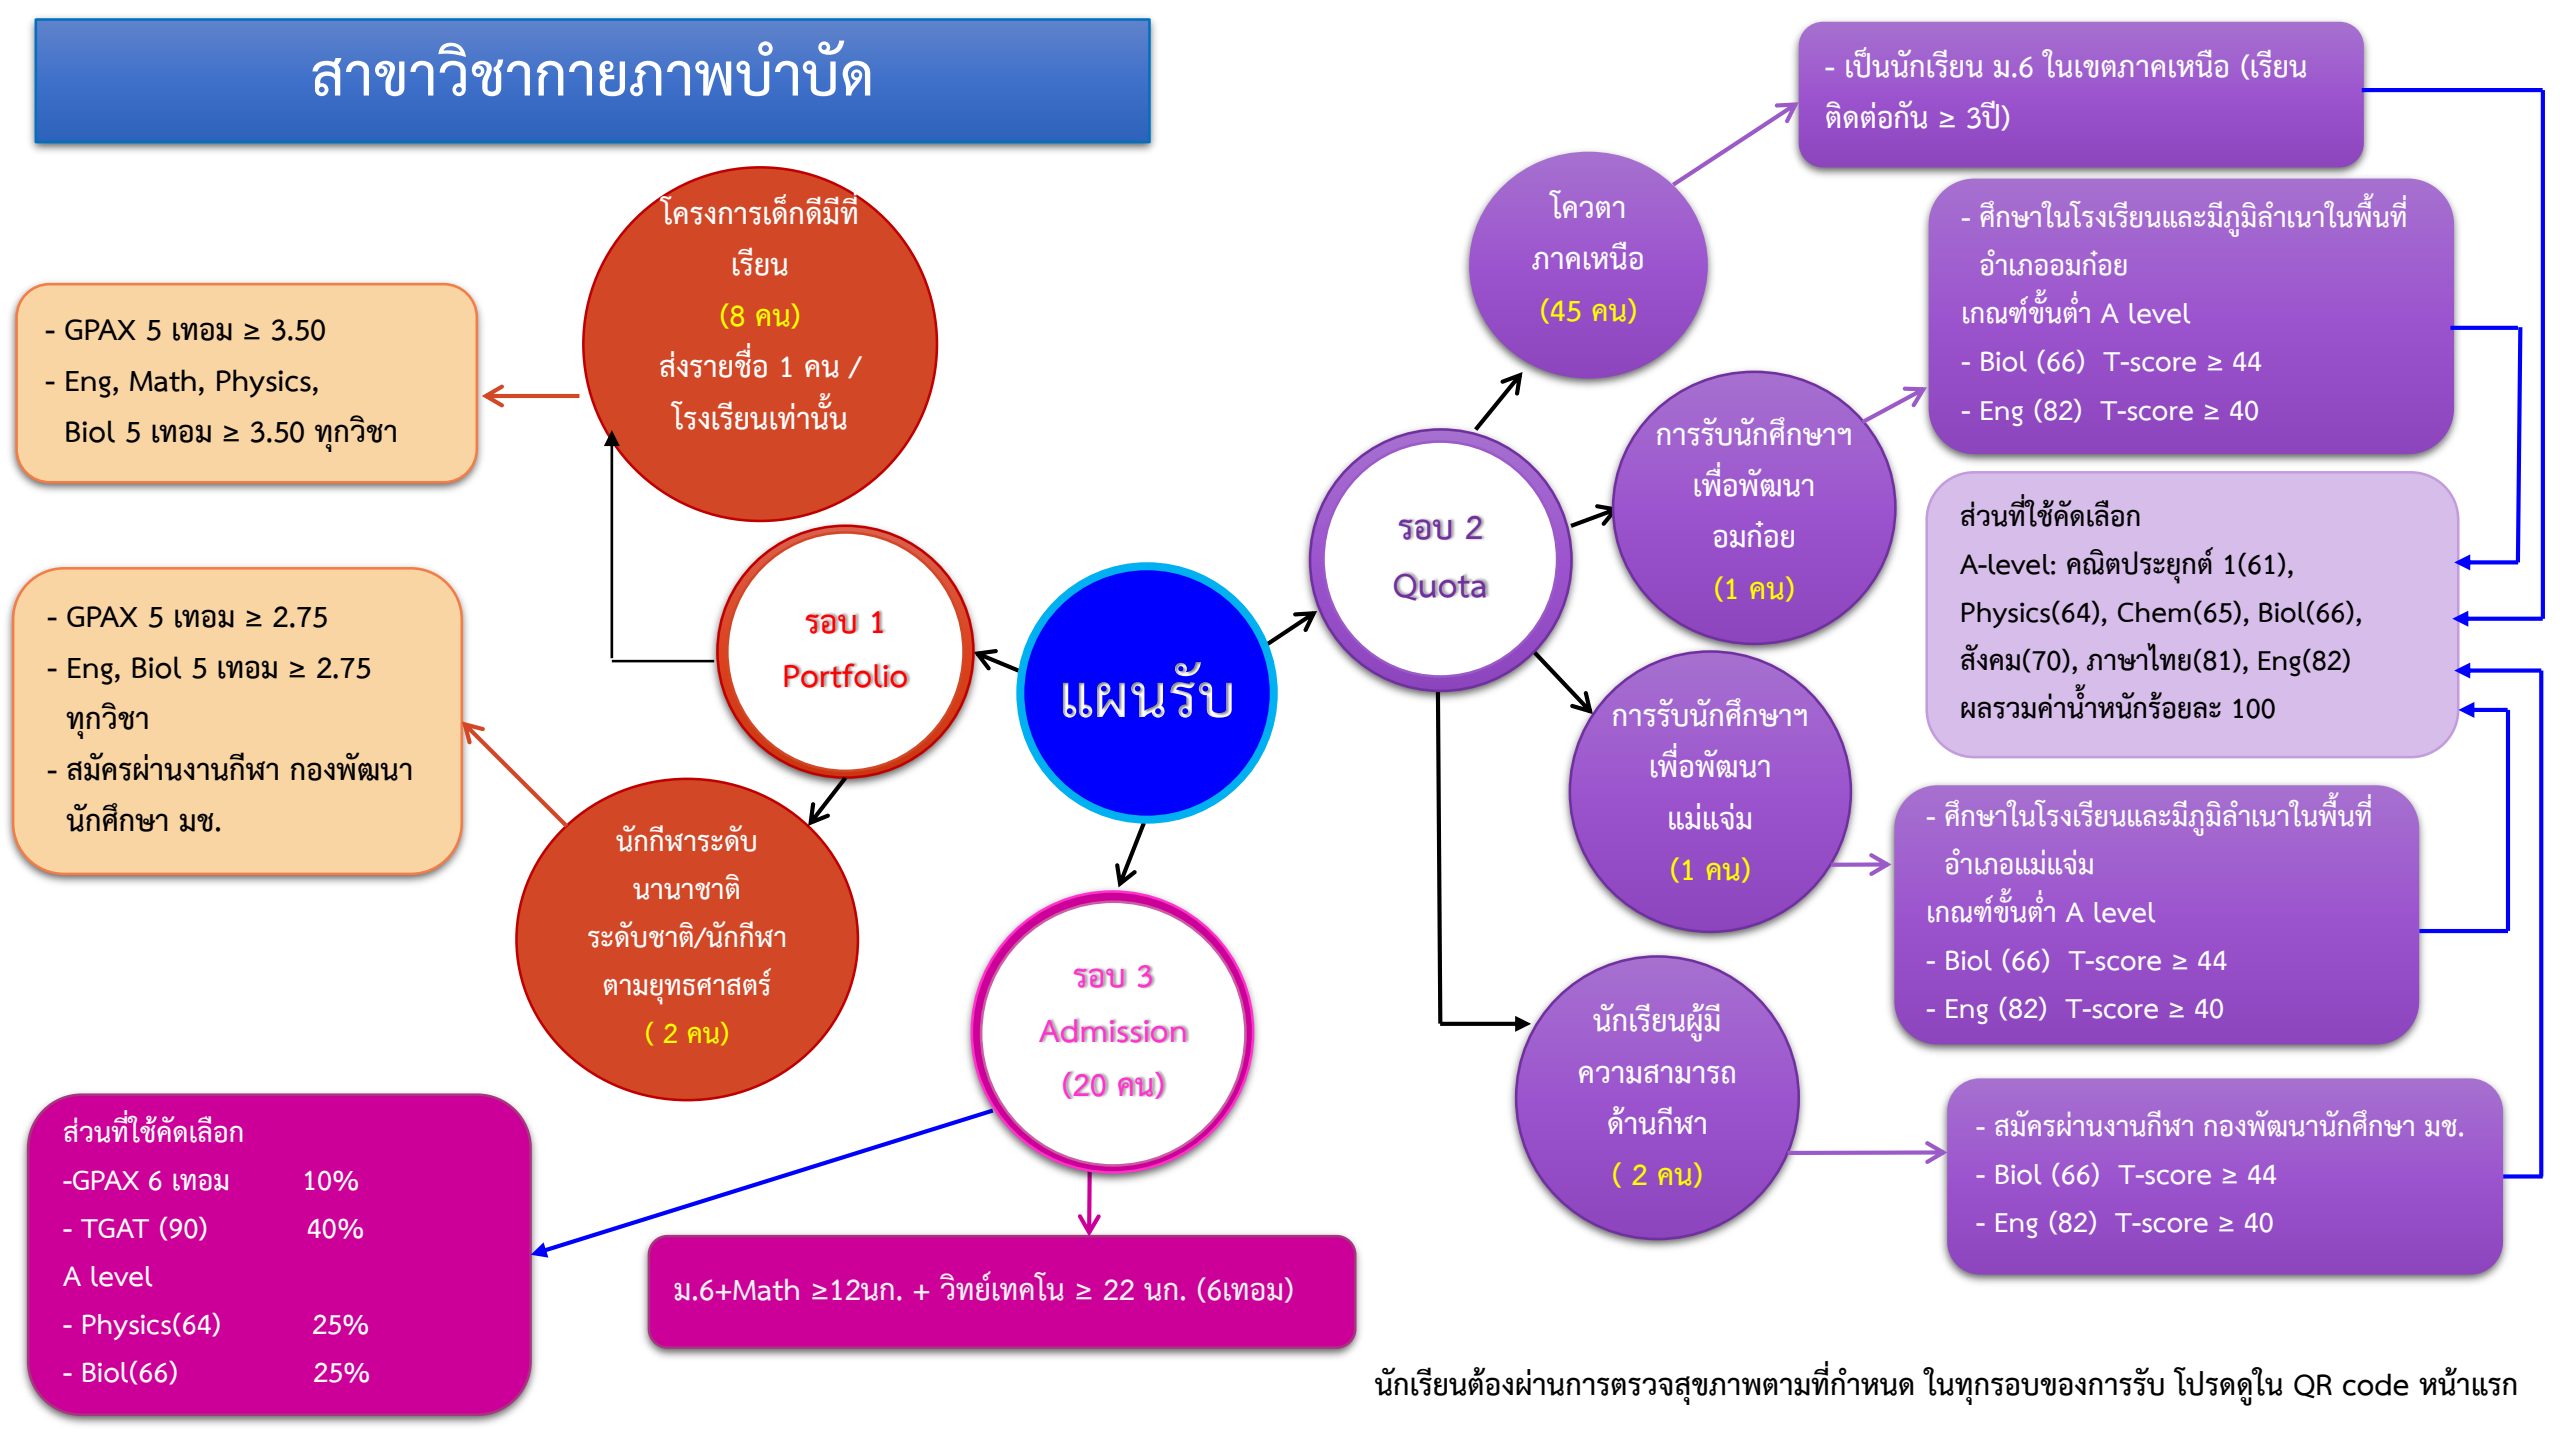 สาขาวิชากายภาพบำบัด
โครงการเด็กดีมีที่
เรียน
(8 คน)
ส่งรายชื่อ 1 คน /
โรงเรียนเท่านั้น
- GPAX 5 เทอม ≥ 3.50
- Eng, Math, Physics,
Biol 5 เทอม ≥ 3.50 ทุกวิชา
รอบ 1
Portfolio
- GPAX 5 เทอม ≥ 2.75
- Eng, Biol 5 เทอม ≥ 2.75
ทุกวิชา
- สมัครผ่านงานกีฬา กองพัฒนา
นักศึกษา มช.
นักกีฬาระดับ
นานาชาติ
ระดับชาติ/นักกีฬา
ตามยุทธศาสตร์
( 2 คน)
แผนรับ
รอบ 3
Admission
(20 คน)
ส่วนที่ใช้คัดเลือก
-GPAX 6 เทอม 10%
- TGAT (90) 40%
A level
- Physics(64) 25%
- Biol(66) 25%
ม.6+Math ≥12นก. + วิทย์เทคโน ≥ 22 นก. (6เทอม)
รอบ 2
Quota
โควตา
ภาคเหนือ
(45 คน)
- เป็นนักเรียน ม.6 ในเขตภาคเหนือ (เรียน
ติดต่อกัน ≥ 3ปี)
การรับนักศึกษาฯ
เพื่อพัฒนา
อมก๋อย
(1 คน)
- ศึกษาในโรงเรียนและมีภูมิลำเนาในพื้นที่
อำเภออมก๋อย
เกณฑ์ขั้นต่ำ A level
- Biol (66) T-score ≥ 44
- Eng (82) T-score ≥ 40
ส่วนที่ใช้คัดเลือก
A-level: คณิตประยุกต์ 1(61),
Physics(64), Chem(65), Biol(66),
สังคม(70), ภาษาไทย(81), Eng(82)
ผลรวมค่าน้ำหนักร้อยละ 100
การรับนักศึกษาฯ
เพื่อพัฒนา
แม่แจ่ม
(1 คน)
- ศึกษาในโรงเรียนและมีภูมิลำเนาในพื้นที่
อำเภอแม่แจ่ม
เกณฑ์ขั้นต่ำ A level
- Biol (66) T-score ≥ 44
- Eng (82) T-score ≥ 40
นักเรียนผู้มี
ความสามารถ
ด้านกีฬา
( 2 คน)
- สมัครผ่านงานกีฬา กองพัฒนานักศึกษา มช.
- Biol (66) T-score ≥ 44
- Eng (82) T-score ≥ 40
นักเรียนต้องผ่านการตรวจสุขภาพตามที่กำหนด ในทุกรอบของการรับ โปรดดูใน QR code หน้าแรก